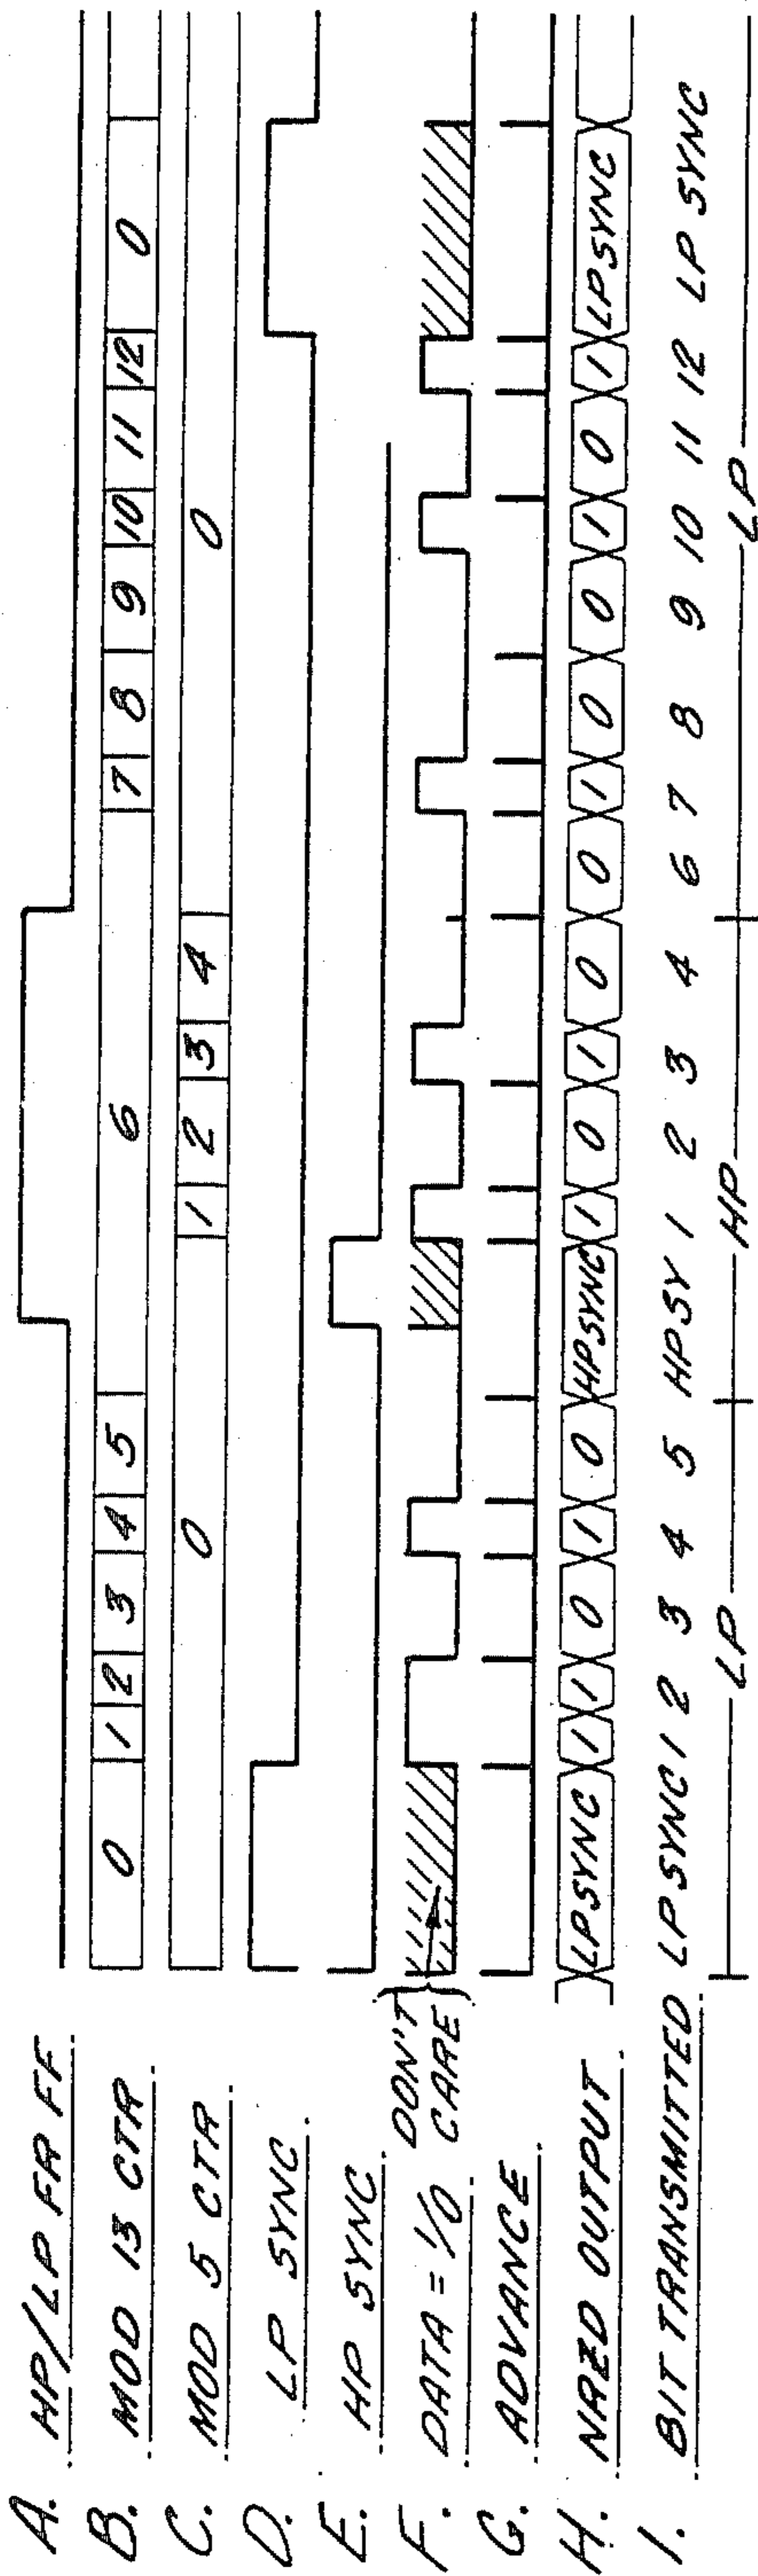 A. HP/LP FR FF
B. MOD 13 CTR 0 1 2 3 4 5 6 7 8 9 10 11 12 0
C. MOD 5 CTR 0 1 2 3 4 0
D. LP SYNC
E. HP SYNC
F. DATA = 1/0 DON'T CARE
G. ADVANCE
H. NRZD OUTPUT LPSYNC 1 1 0 1 0 HPSYNC 1 0 1 0 0 1 0 0 1 0 1 LPSYNC
I. BIT TRANSMITTED LPSYNC 1 2 3 4 5 HPSY 1 2 3 4 6 7 8 9 10 11 12 LP SYNC
LP HP LP